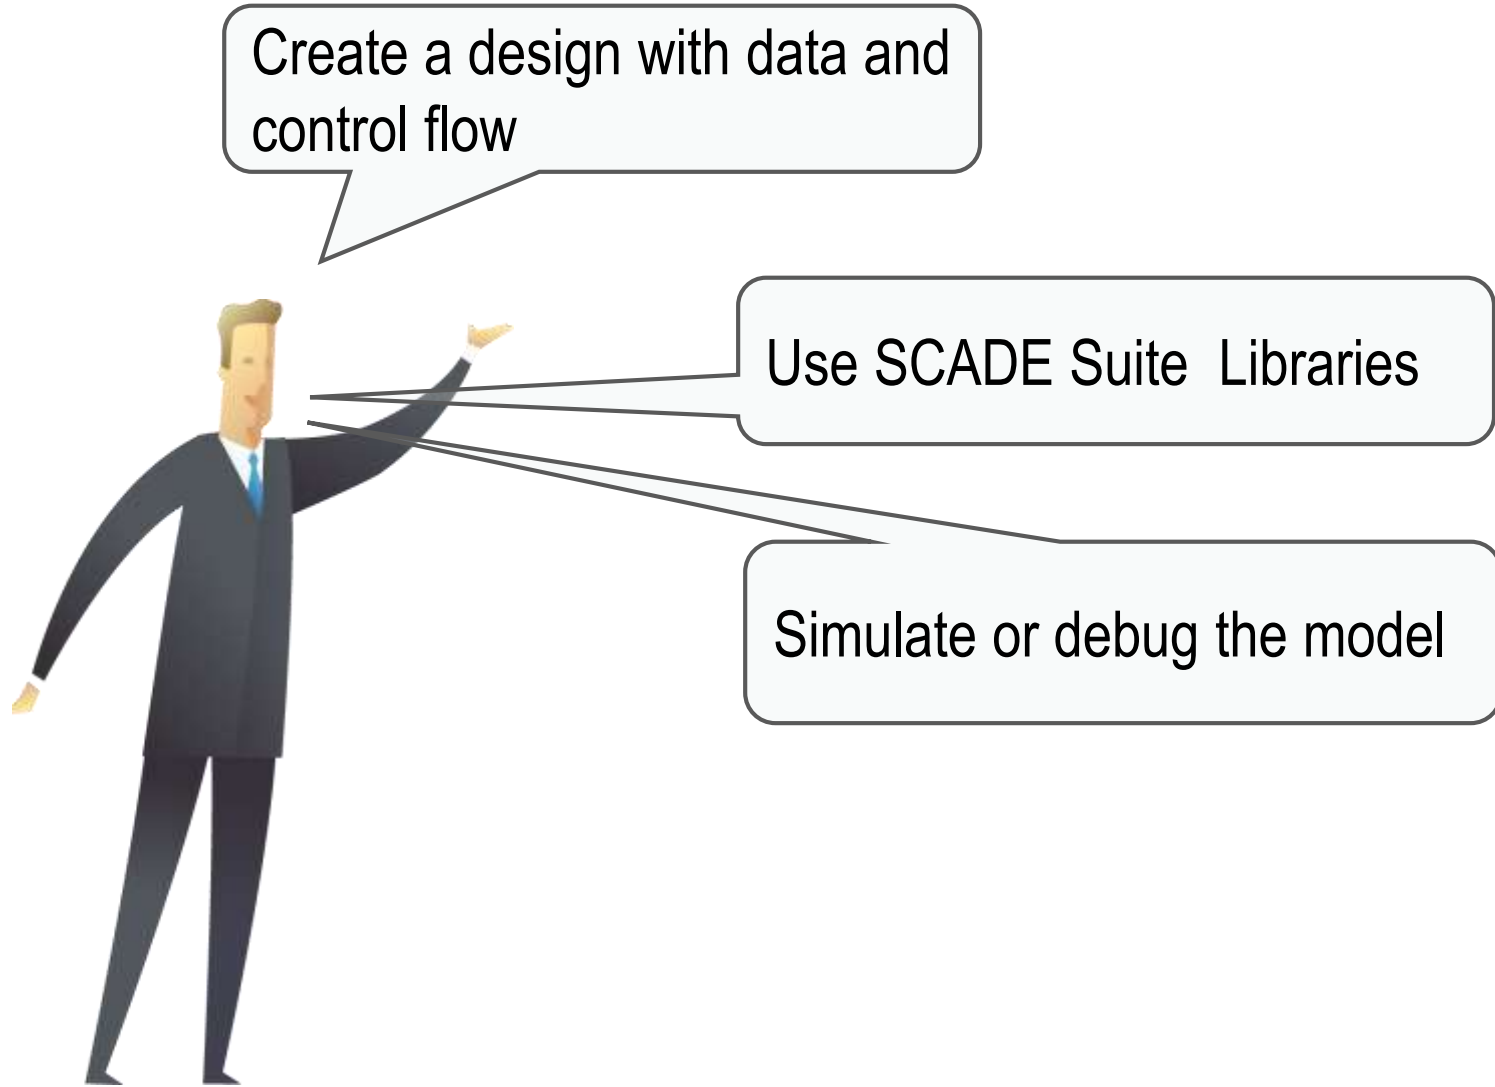 Create a design with data and
control flow
Use SCADE Suite  Libraries
Simulate or debug the model